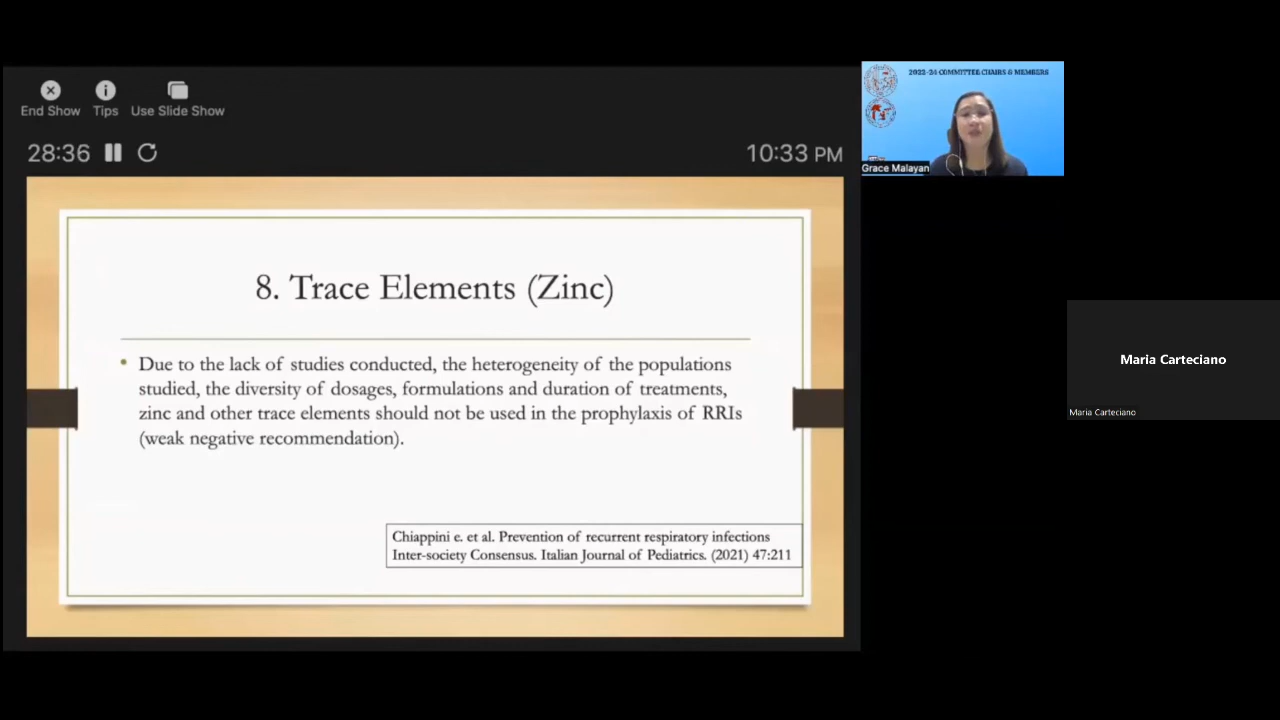 2022-24 COMMITTEE CHAIRS & MEMBERS
Grace Malayan
End Show
Tips
Use Slide Show
28:36
10:33 PM
8. Trace Elements (Zinc)
Due to the lack of studies conducted, the heterogeneity of the populations
studied, the diversity of dosages, formulations and duration of treatments,
zinc and other trace elements should not be used in the prophylaxis of RRIs
(weak negative recommendation).
Chiappini e. et al. Prevention of recurrent respiratory infections
Inter-society Consensus. Italian Journal of Pediatrics. (2021) 47:211
Maria Carteciano
Maria Carteciano